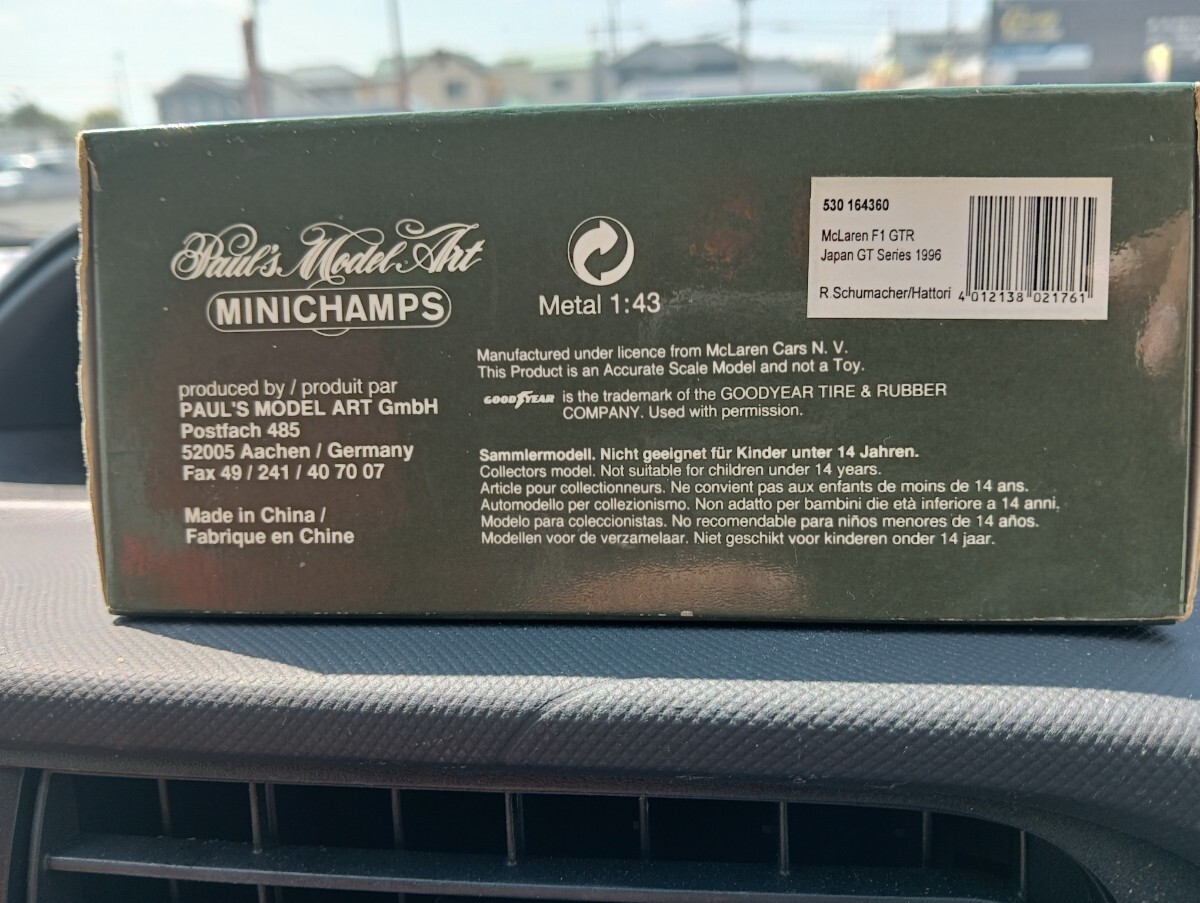 Paul's Model Art
MINICHAMPS
Metal 1:43
530 164360
McLaren F1 GTR
Japan GT Series 1996
R.Schumacher/Hattori
4 012138 021761
produced by / produit par
PAUL'S MODEL ART GmbH
Postfach 485
52005 Aachen / Germany
Fax 49 / 241 / 40 70 07
Made in China /
Fabrique en Chine
Manufactured under licence from McLaren Cars N. V.
This Product is an Accurate Scale Model and not a Toy.
GOODYEAR is the trademark of the GOODYEAR TIRE & RUBBER
COMPANY. Used with permission.
Sammlermodell. Nicht geeignet für Kinder unter 14 Jahren.
Collectors model. Not suitable for children under 14 years.
Article pour collectionneurs. Ne convient pas aux enfants de moins de 14 ans.
Automodello per collezionismo. Non adatto per bambini die età inferiore a 14 anni.
Modelo para coleccionistas. No recomendable para niños menores de 14 años.
Modellen voor de verzamelaar. Niet geschikt voor kinderen onder 14 jaar.